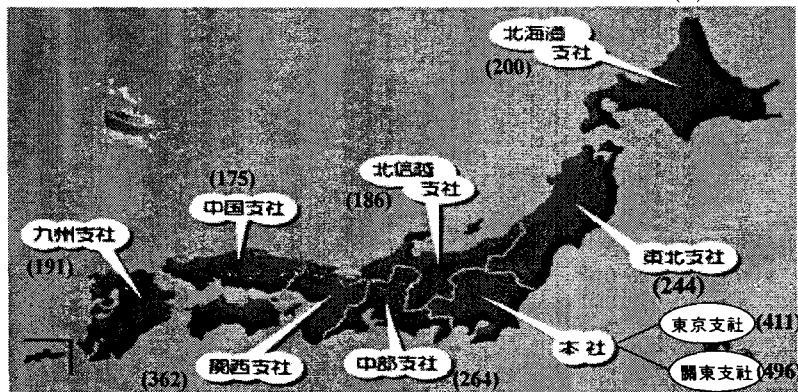 北海道
支社
(200)
北信越
支社
(186)
(175)
中国支社
九州支社
(191)
東北支社
(244)
本社
東京支社
(411)
関東支社
(496)
中部支社
(264)
関西支社
(362)